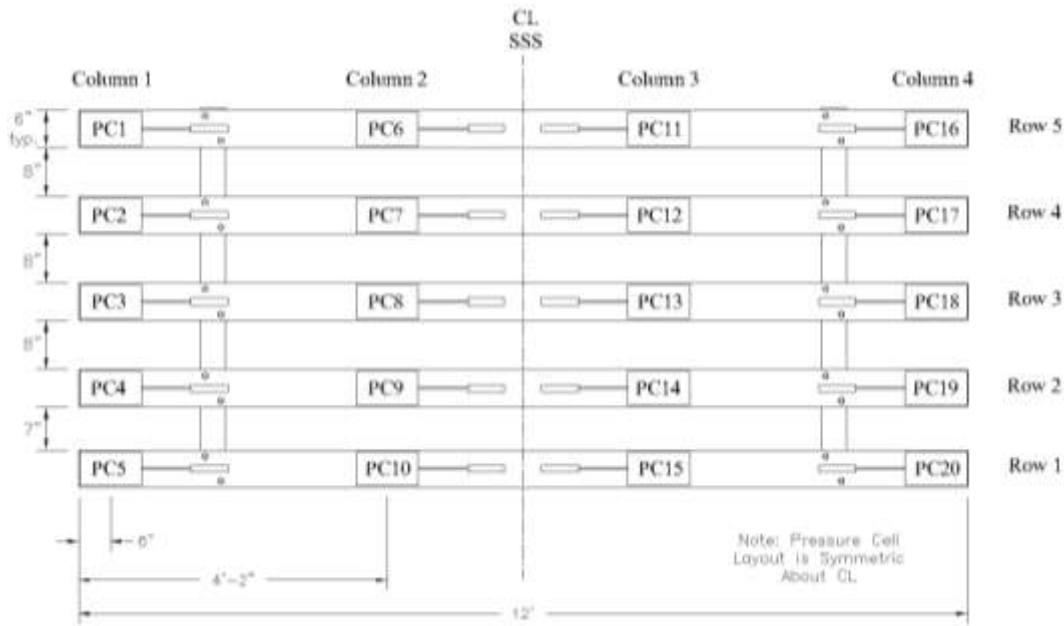 CL
SSS
Column 1 Column 2 Column 3 Column 4
6" typ. PC1 PC6 PC11 PC16 Row 5
8"
PC2 PC7 PC12 PC17 Row 4
8"
PC3 PC8 PC13 PC18 Row 3
8"
PC4 PC9 PC14 PC19 Row 2
7"
PC5 PC10 PC15 PC20 Row 1
6"
4'-2"
12'
Note: Pressure Cell
Layout is Symmetric
About CL